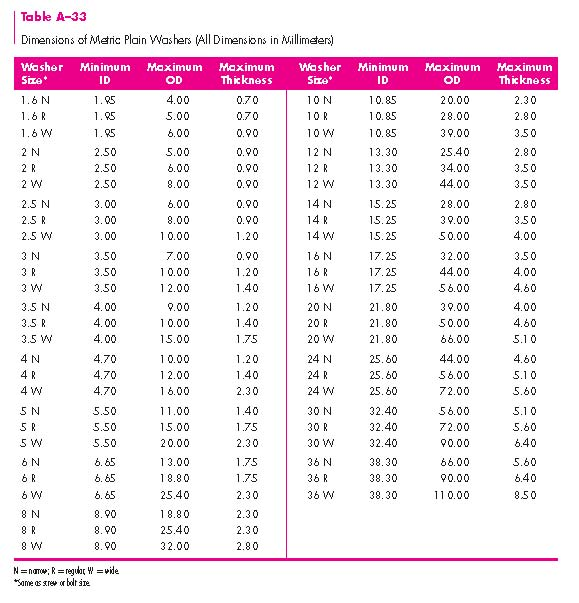 Table A–33
Dimensions of Metric Plain Washers (All Dimensions in Millimeters)
Washer Size* Minimum ID Maximum OD Maximum Thickness Washer Size* Minimum ID Maximum OD Maximum Thickness
1.6 N 1.95 4.00 0.70 10 N 10.85 20.00 2.30
1.6 R 1.95 5.00 0.70 10 R 10.85 28.00 2.80
1.6 W 1.95 6.00 0.90 10 W 10.85 39.00 3.50
2 N 2.50 5.00 0.90 12 N 13.30 25.40 2.80
2 R 2.50 6.00 0.90 12 R 13.30 34.00 3.50
2 W 2.50 8.00 0.90 12 W 13.30 44.00 3.50
2.5 N 3.00 6.00 0.90 14 N 15.25 28.00 2.80
2.5 R 3.00 8.00 0.90 14 R 15.25 39.00 3.50
2.5 W 3.00 10.00 1.20 14 W 15.25 50.00 4.00
3 N 3.50 7.00 0.90 16 N 17.25 32.00 3.50
3 R 3.50 10.00 1.20 16 R 17.25 44.00 4.00
3 W 3.50 12.00 1.40 16 W 17.25 56.00 4.60
3.5 N 4.00 9.00 1.20 20 N 21.80 39.00 4.00
3.5 R 4.00 10.00 1.40 20 R 21.80 50.00 4.60
3.5 W 4.00 15.00 1.75 20 W 21.80 66.00 5.10
4 N 4.70 10.00 1.20 24 N 25.60 44.00 4.60
4 R 4.70 12.00 1.40 24 R 25.60 56.00 5.10
4 W 4.70 16.00 2.30 24 W 25.60 72.00 5.60
5 N 5.50 11.00 1.40 30 N 32.40 56.00 5.10
5 R 5.50 15.00 1.75 30 R 32.40 72.00 5.60
5 W 5.50 20.00 2.30 30 W 32.40 90.00 6.40
6 N 6.65 13.00 1.75 36 N 38.30 66.00 5.60
6 R 6.65 18.80 1.75 36 R 38.30 90.00 6.40
6 W 6.65 25.40 2.30 36 W 38.30 110.00 8.50
8 N 8.90 18.80 2.30
8 R 8.90 25.40 2.30
8 W 8.90 32.00 2.80
N = narrow; R = regular; W = wide.
*Same as screw or bolt size.